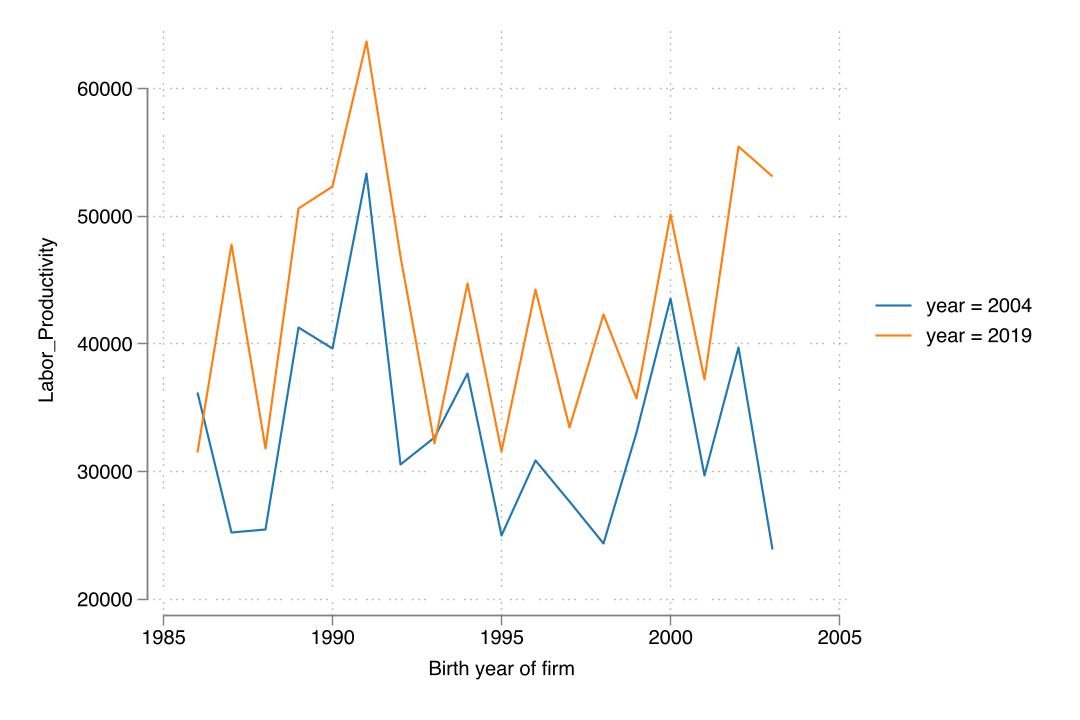 60000
50000
40000
30000
20000
Labor_Productivity
1985 1990 1995 2000 2005
Birth year of firm
year = 2004
year = 2019